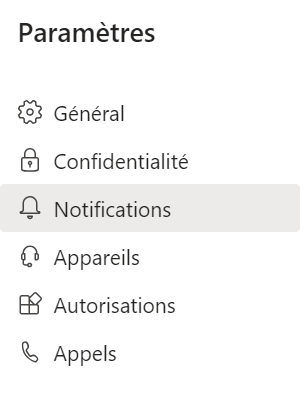 Paramètres
Général
Confidentialité
Notifications
Appareils
Autorisations
Appels